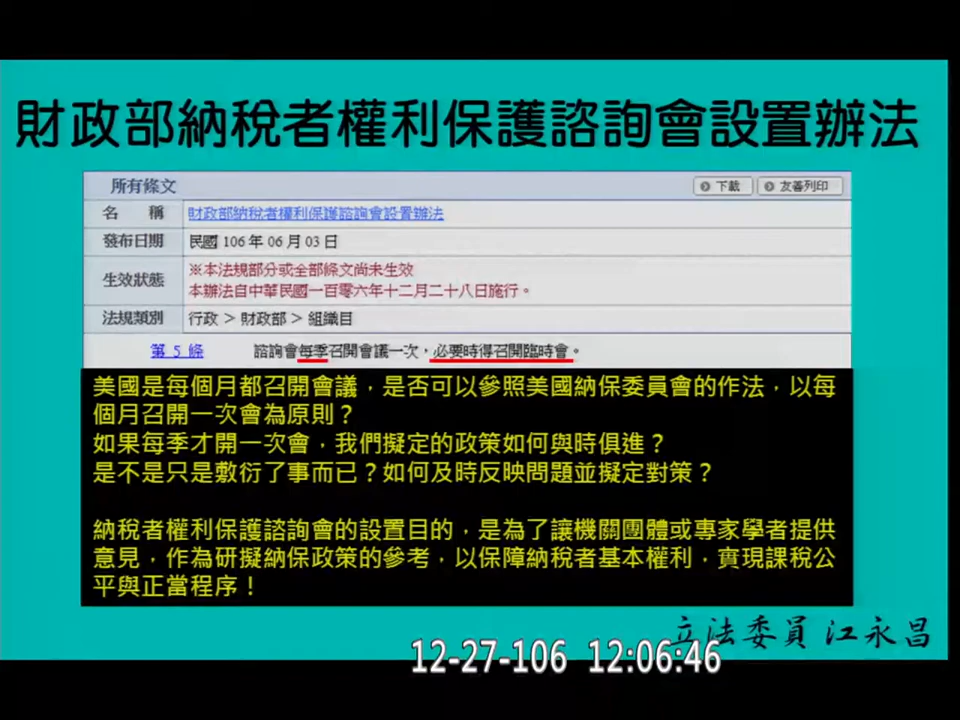 財政部納稅者權利保護諮詢會設置辦法
所有條文 下載 友善列印
名 稱 財政部納稅者權利保護諮詢會設置辦法
發布日期 民國 106 年 06 月 03 日
生效狀態 ※本法規部分或全部條文尚未生效
本辦法自中華民國一百零六年十二月二十八日施行。
法規類別 行政 > 財政部 > 組織目
第 5 條 諮詢會每季召開會議一次，必要時得召開臨時會。
美國是每個月都召開會議，是否可以參照美國納保委員會的作法，以每
個月召開一次會為原則？
如果每季才開一次會，我們擬定的政策如何與時俱進？
是不是只是敷衍了事而已？如何及時反映問題並擬定對策？
納稅者權利保護諮詢會的設置目的，是為了讓機關團體或專家學者提供
意見，作為研擬納保政策的參考，以保障納稅者基本權利，實現課稅公
平與正當程序！
立法委員 江永昌
12-27-106 12:06:46